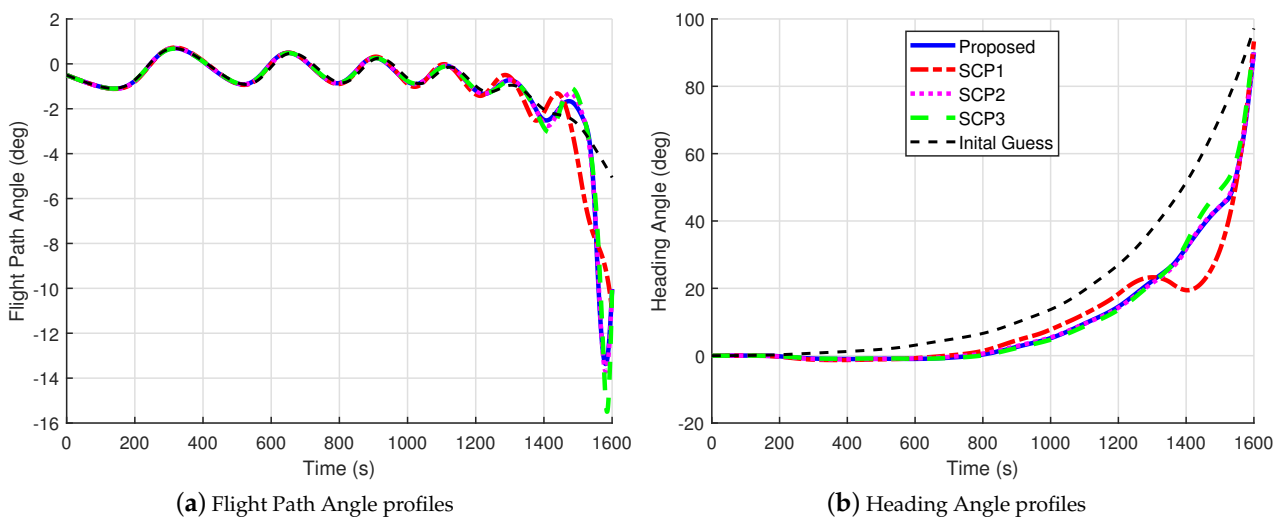 2
0
-2
-4
-6
-8
-10
-12
-14
-16
Flight Path Angle (deg)
0 200 400 600 800 1000 1200 1400 1600
Time (s)
(a) Flight Path Angle profiles
100
80
60
40
20
0
-20
Heading Angle (deg)
Proposed
SCP1
SCP2
SCP3
Inital Guess
0 200 400 600 800 1000 1200 1400 1600
Time (s)
(b) Heading Angle profiles